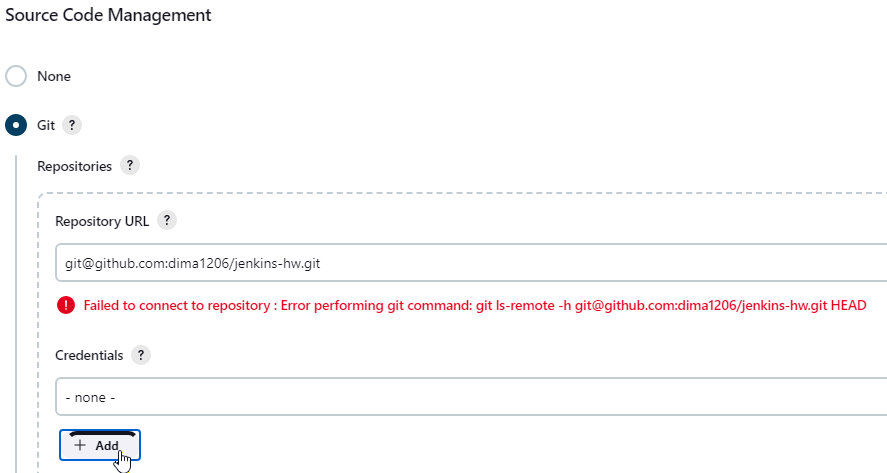 Source Code Management
None
Git ?
Repositories ?
Repository URL ?
git@github.com:dima1206/jenkins-hw.git
! Failed to connect to repository : Error performing git command: git ls-remote -h git@github.com:dima1206/jenkins-hw.git HEAD
Credentials ?
- none -
+ Add